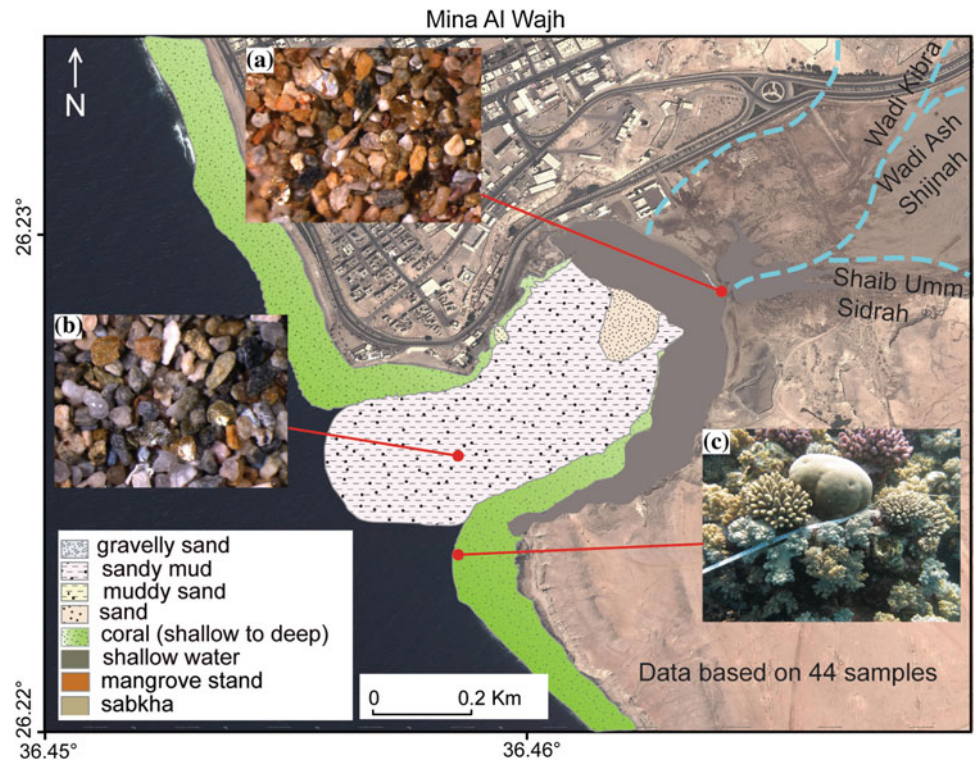 Mina Al Wajh
(a)
N
Wadi Kibra
Wadi Ash
Shijnah
26.23
Shaib Umm
Sidrah
(b)
(c)
gravelly sand
sandy mud
muddy sand
sand
coral (shallow to deep)
shallow water
mangrove stand
sabkha
0 0.2 Km
Data based on 44 samples
26.22
36.45°
36.46°